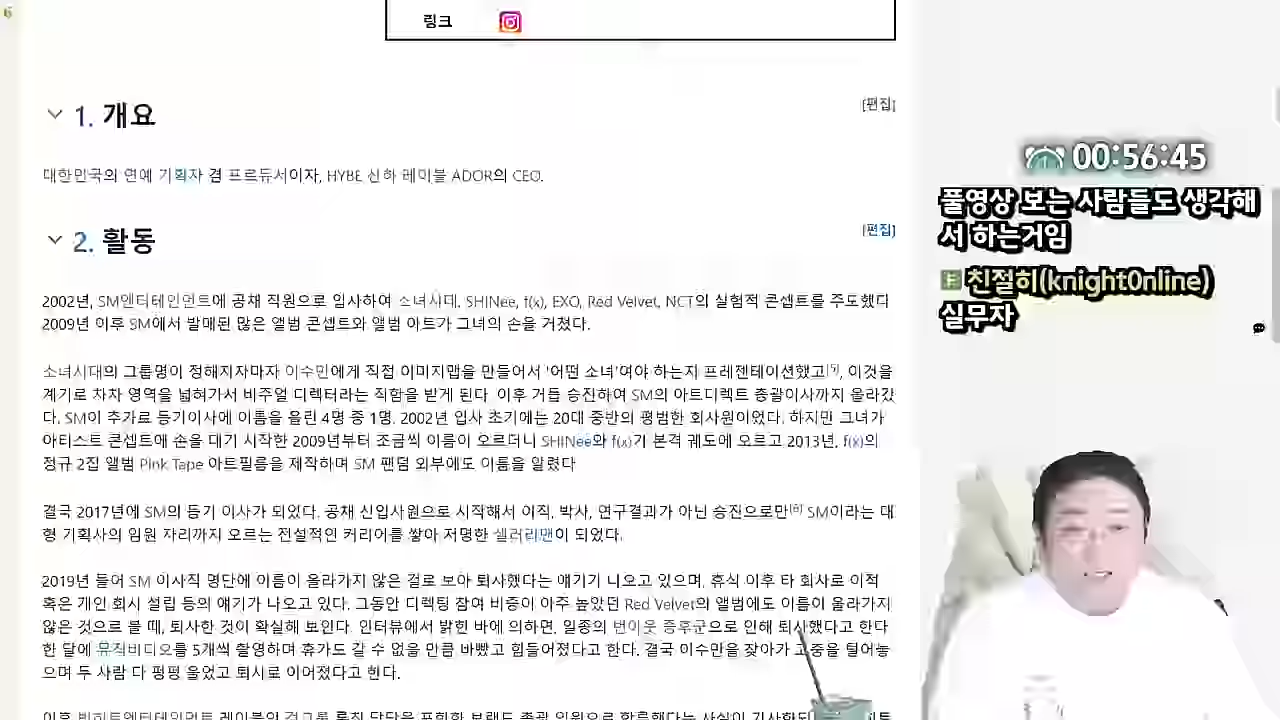 링크
1. 개요
[편집]
대한민국의 연예 기획자 겸 프로듀서이자, HYBE 산하 레이블 ADOR의 CEO.
2. 활동
[편집]
2002년, SM엔터테인먼트에 공채 직원으로 입사하여 소녀시대, SHINee, f(x), EXO, Red Velvet, NCT의 실험적 콘셉트를 주도했다
2009년 이후 SM에서 발매된 많은 앨범 콘셉트와 앨범 아트가 그녀의 손을 거쳤다.
소녀시대의 그룹명이 정해지자마자 이수만에게 직접 이미지맵을 만들어서 '어떤 소녀'여야 하는지 프레젠테이션했고[5], 이것을
계기로 차차 영역을 넓혀가서 비주얼 디렉터라는 직함을 받게 된다. 이후 거듭 승진하여 SM의 아트디렉트 총괄이사까지 올라갔
다. SM이 추가로 등기이사에 이름을 올린 4명 중 1명. 2002년 입사 초기에는 20대 중반의 평범한 회사원이었다. 하지만 그녀가
아티스트 콘셉트에 손을 대기 시작한 2009년부터 조금씩 이름이 오르더니 SHINee와 f(x)가 본격 궤도에 오르고 2013년, f(x)의
정규 2집 앨범 Pink Tape 아트필름을 제작하며 SM 팬덤 외부에도 이름을 알렸다
결국 2017년에 SM의 등기 이사가 되었다. 공채 신입사원으로 시작해서 이직, 박사, 연구결과가 아닌 승진으로만[6] SM이라는 대
형 기획사의 임원 자리까지 오르는 전설적인 커리어를 쌓아 저명한 샐러리맨이 되었다.
2019년 들어 SM 이사직 명단에 이름이 올라가지 않은 걸로 보아 퇴사했다는 얘기가 나오고 있으며, 휴식 이후 타 회사로 이적
혹은 개인 회사 설립 등의 얘기가 나오고 있다. 그동안 디렉팅 참여 비중이 아주 높았던 Red Velvet의 앨범에도 이름이 올라가지
않은 것으로 볼 때, 퇴사한 것이 확실해 보인다. 인터뷰에서 밝힌 바에 의하면, 일종의 번아웃 증후군으로 인해 퇴사했다고 한다
한 달에 뮤직비디오를 5개씩 촬영하며 휴가도 갈 수 없을 만큼 바빴고 힘들어졌다고 한다. 결국 이수만을 찾아가 고충을 털어놓
으며 두 사람 다 펑펑 울었고 퇴사로 이어졌다고 한다.
이후 빅히트엔터테인먼트 레이블의
00:56:45
풀영상 보는 사람들도 생각해
서 하는거임
친절히(knight0nline)
실무자